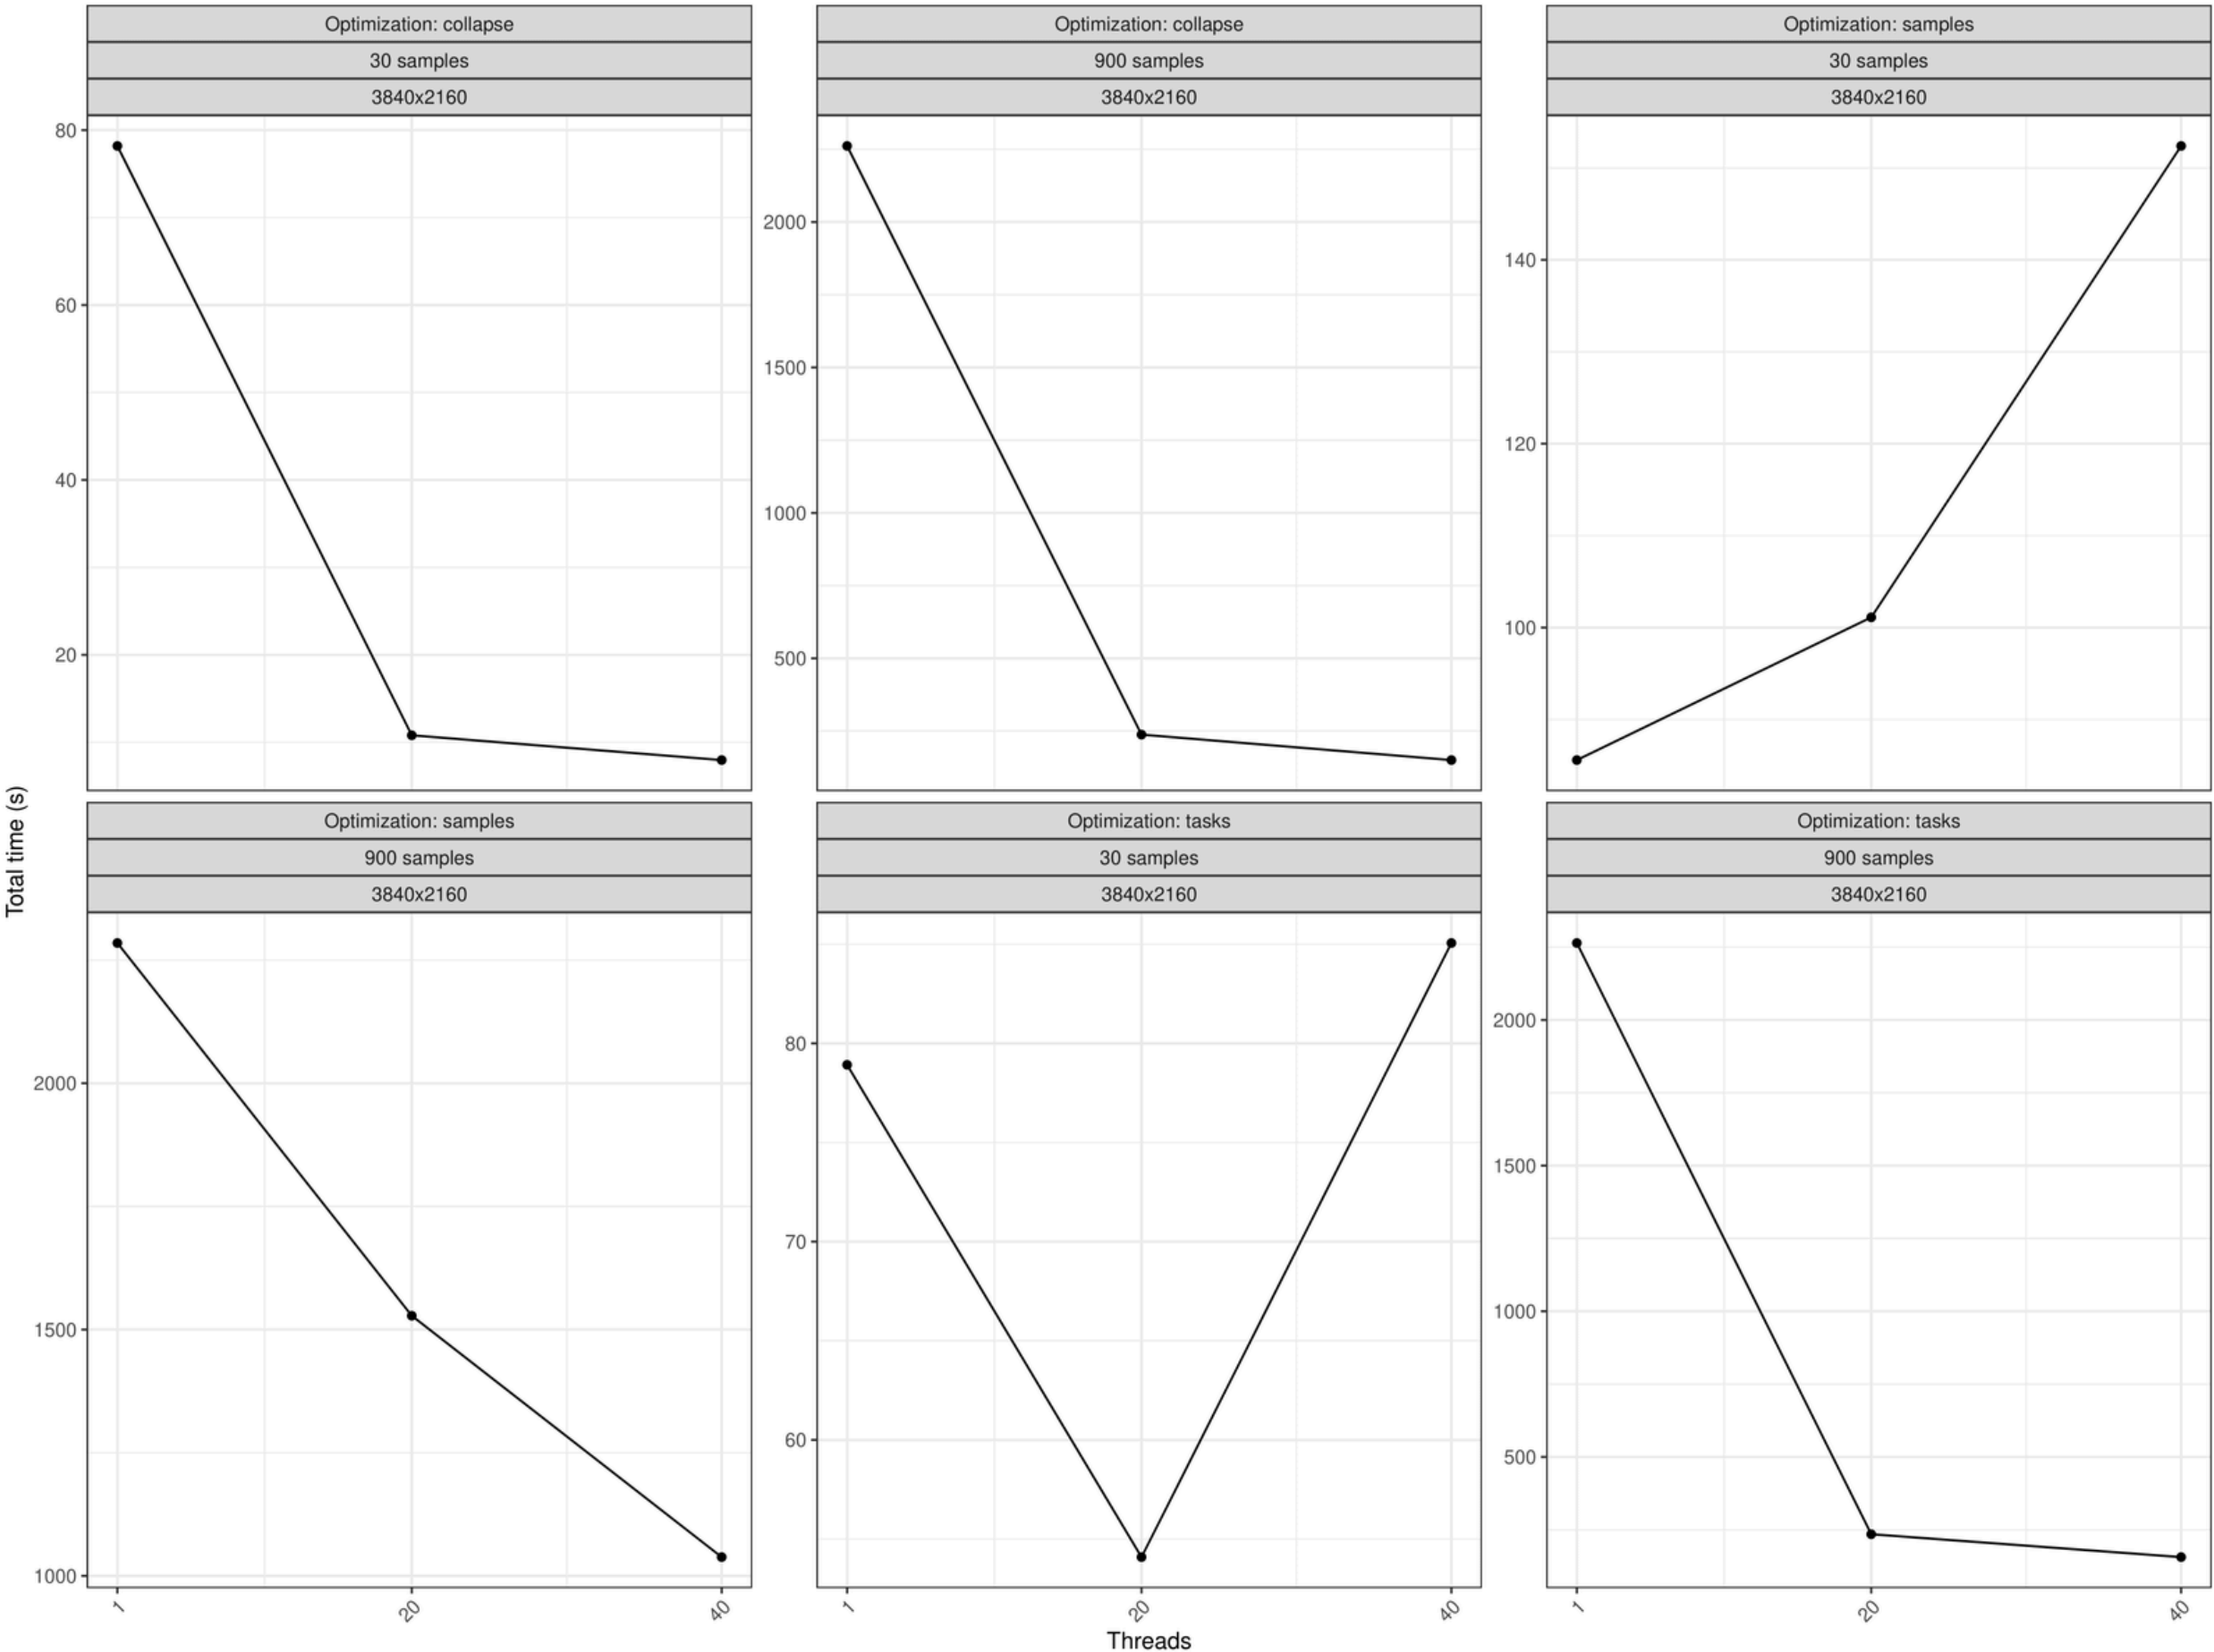 Optimization: collapse
30 samples
3840x2160
80
60
40
20
Optimization: collapse
900 samples
3840x2160
2000
1500
1000
500
Optimization: samples
30 samples
3840x2160
140
120
100
Total time (s)
Optimization: samples
900 samples
3840x2160
2000
1500
1000
1
20
40
Optimization: tasks
30 samples
3840x2160
80
70
60
1
20
40
Optimization: tasks
900 samples
3840x2160
2000
1500
1000
500
1
20
40
Threads